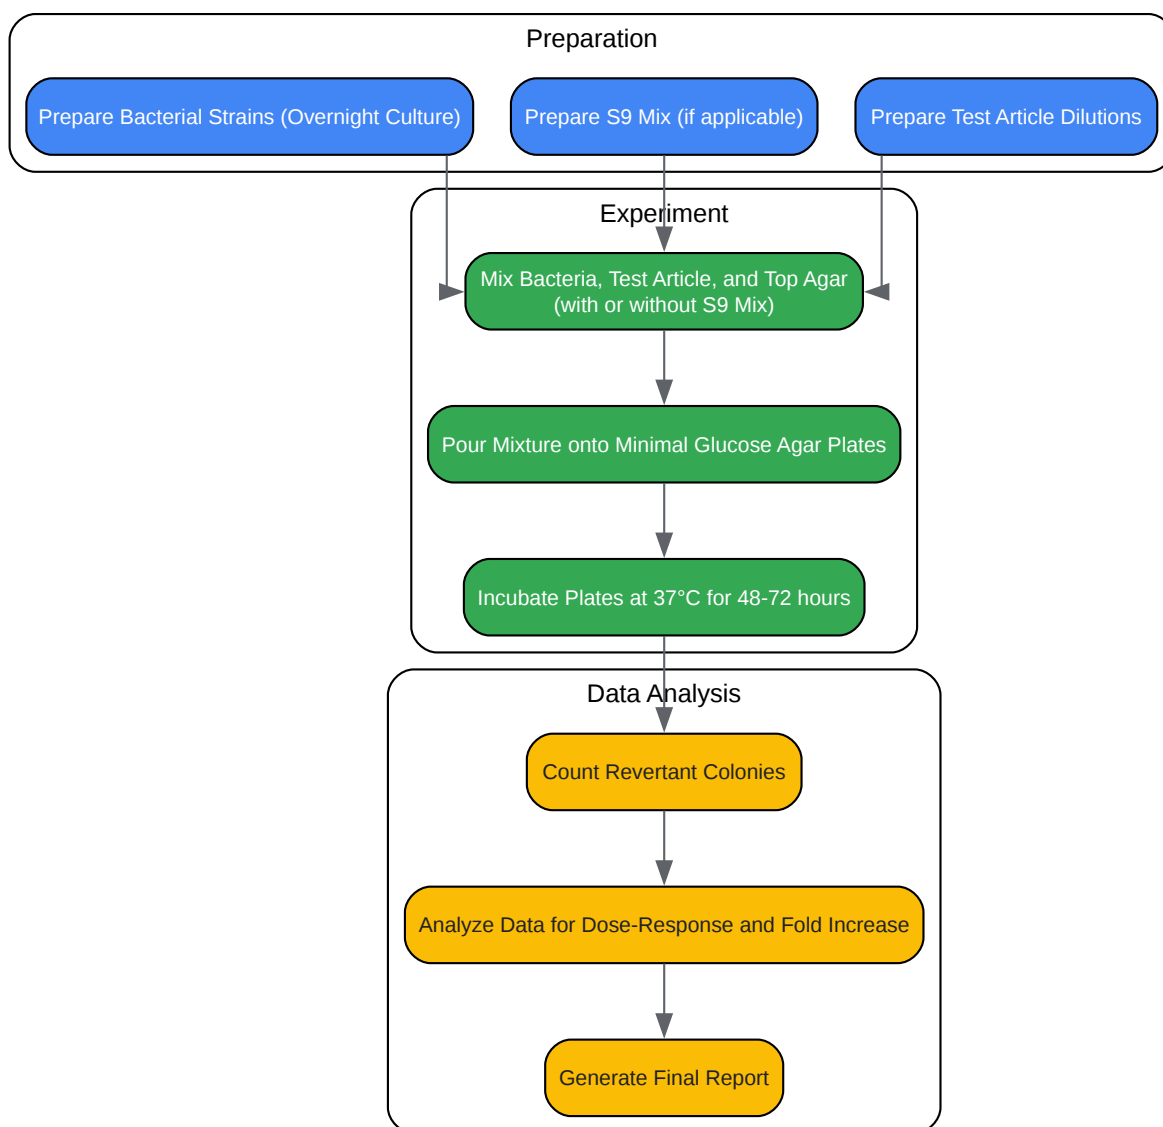 Preparation
Prepare Bacterial Strains (Overnight Culture)
Prepare S9 Mix (if applicable)
Prepare Test Article Dilutions
Experiment
Mix Bacteria, Test Article, and Top Agar
(with or without S9 Mix)
Pour Mixture onto Minimal Glucose Agar Plates
Incubate Plates at 37°C for 48-72 hours
Data Analysis
Count Revertant Colonies
Analyze Data for Dose-Response and Fold Increase
Generate Final Report